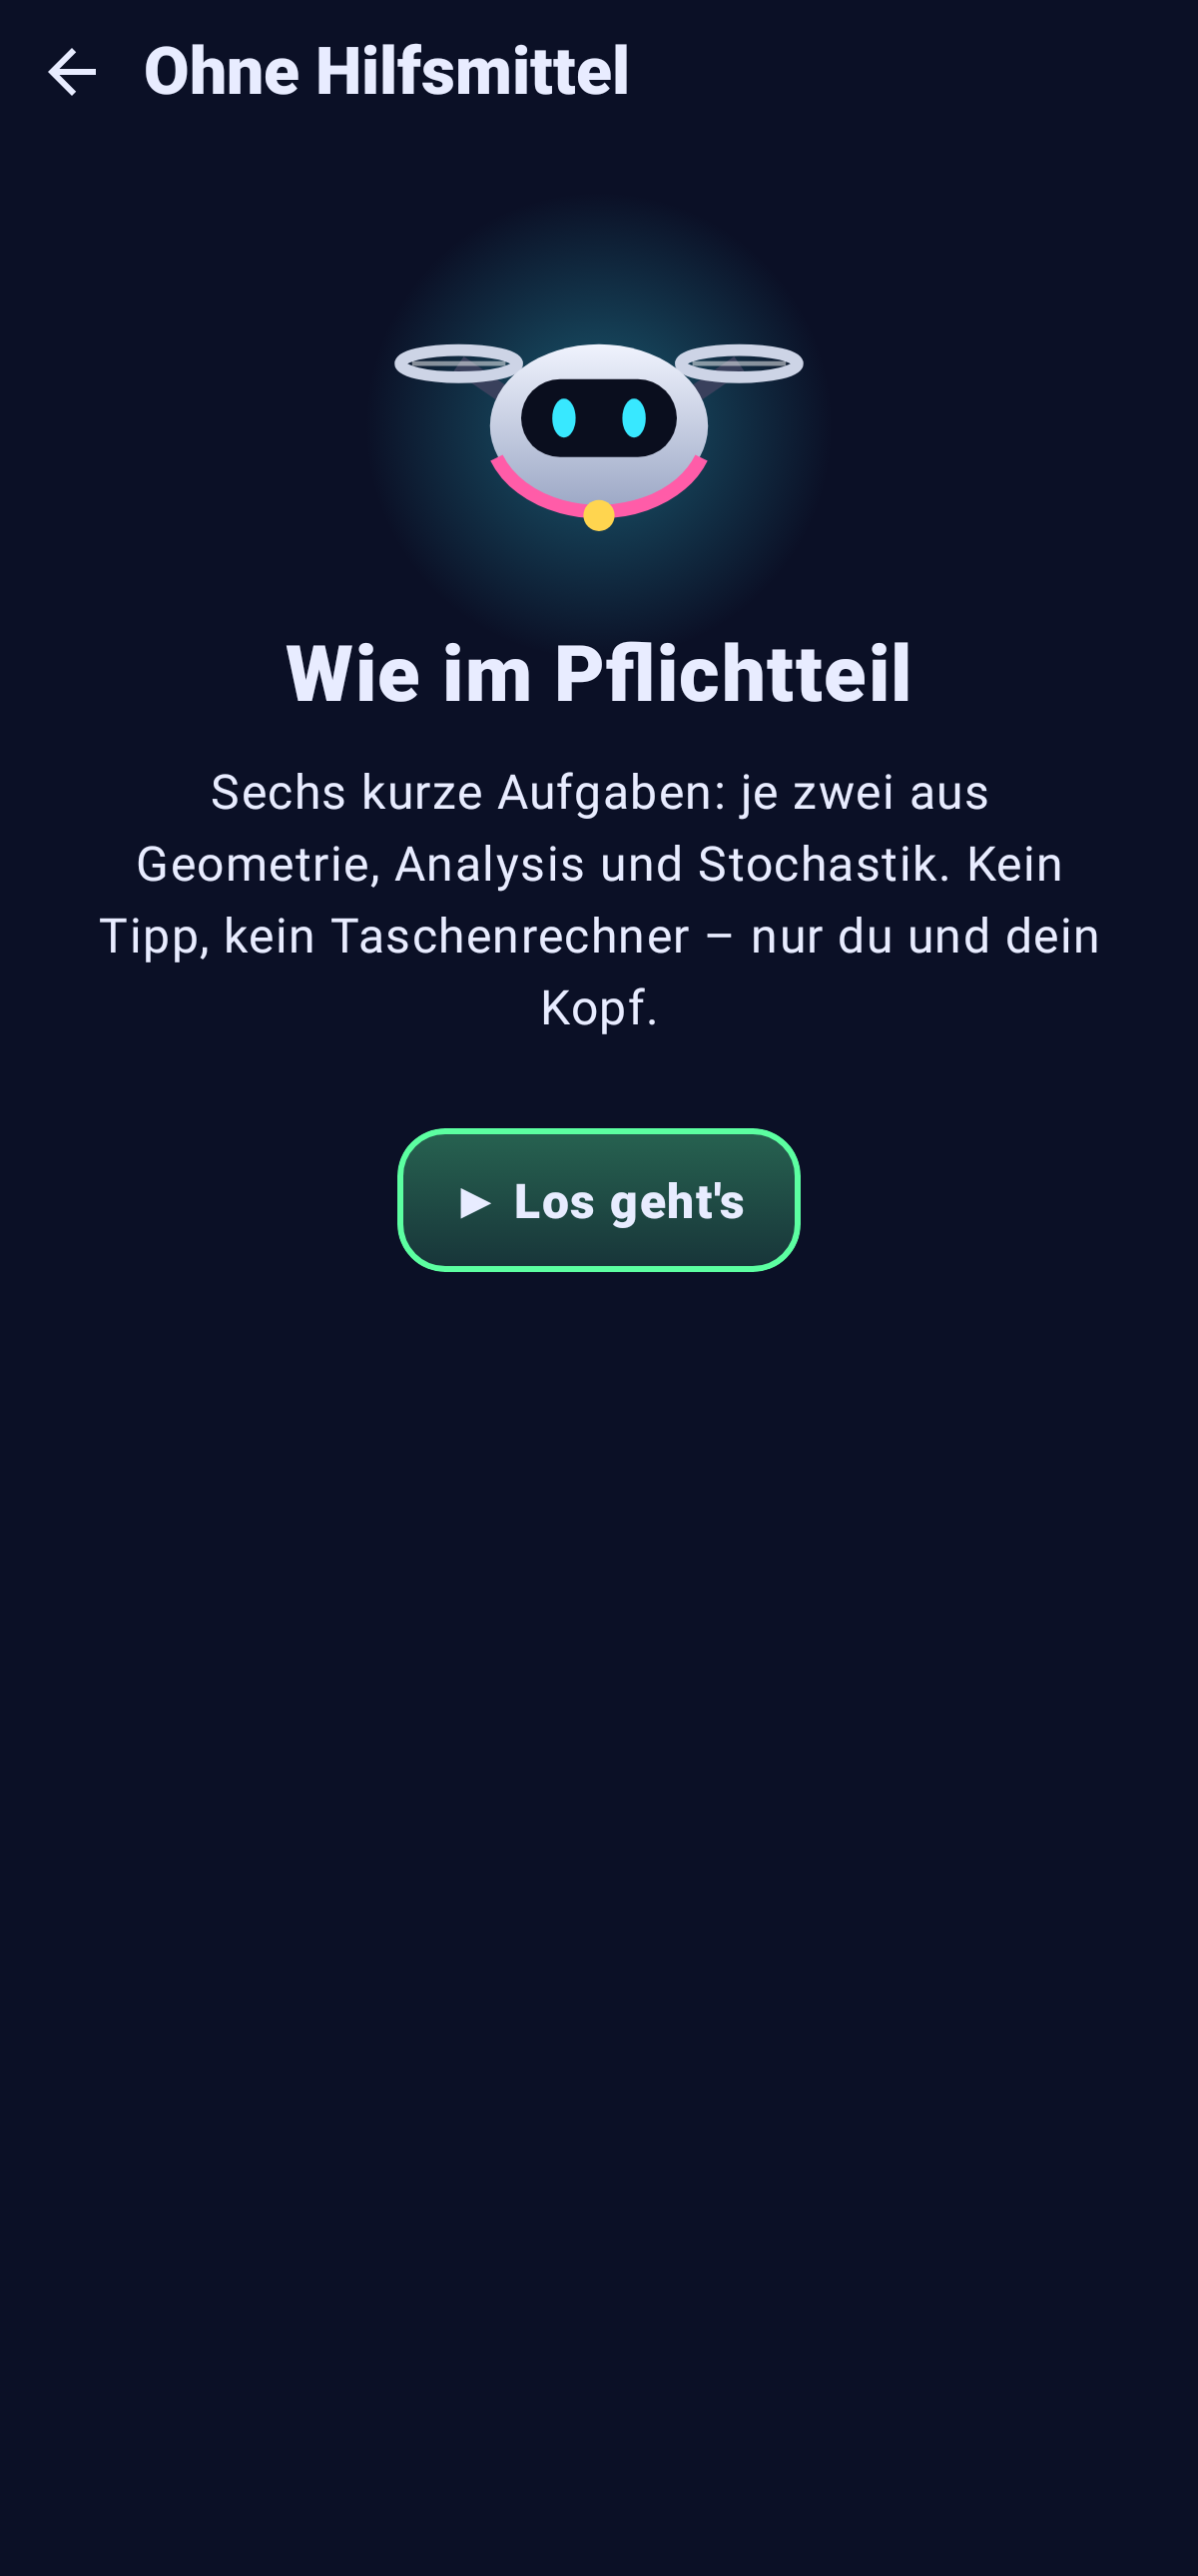 Ohne Hilfsmittel
Wie im Pflichtteil
Sechs kurze Aufgaben: je zwei aus
Geometrie, Analysis und Stochastik. Kein
Tipp, kein Taschenrechner – nur du und dein
Kopf.
▶ Los geht's